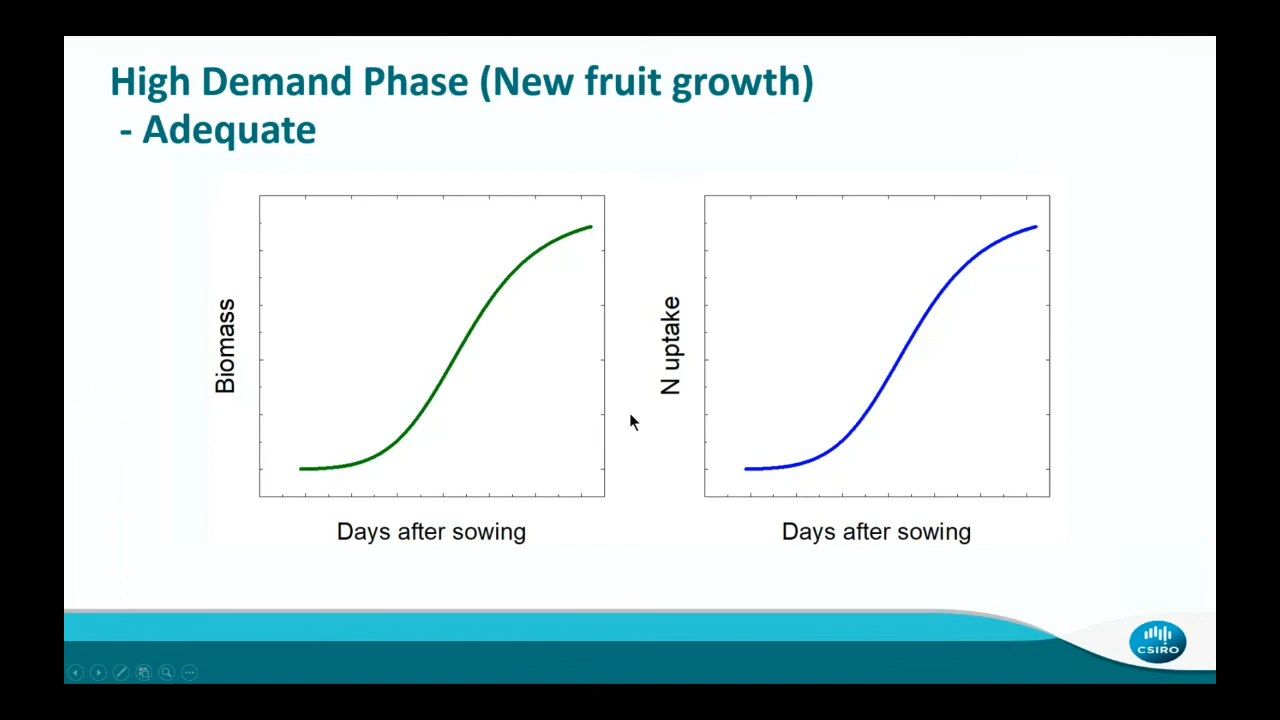 High Demand Phase (New fruit growth)
- Adequate
Biomass
Days after sowing
N uptake
Days after sowing
CSIRO